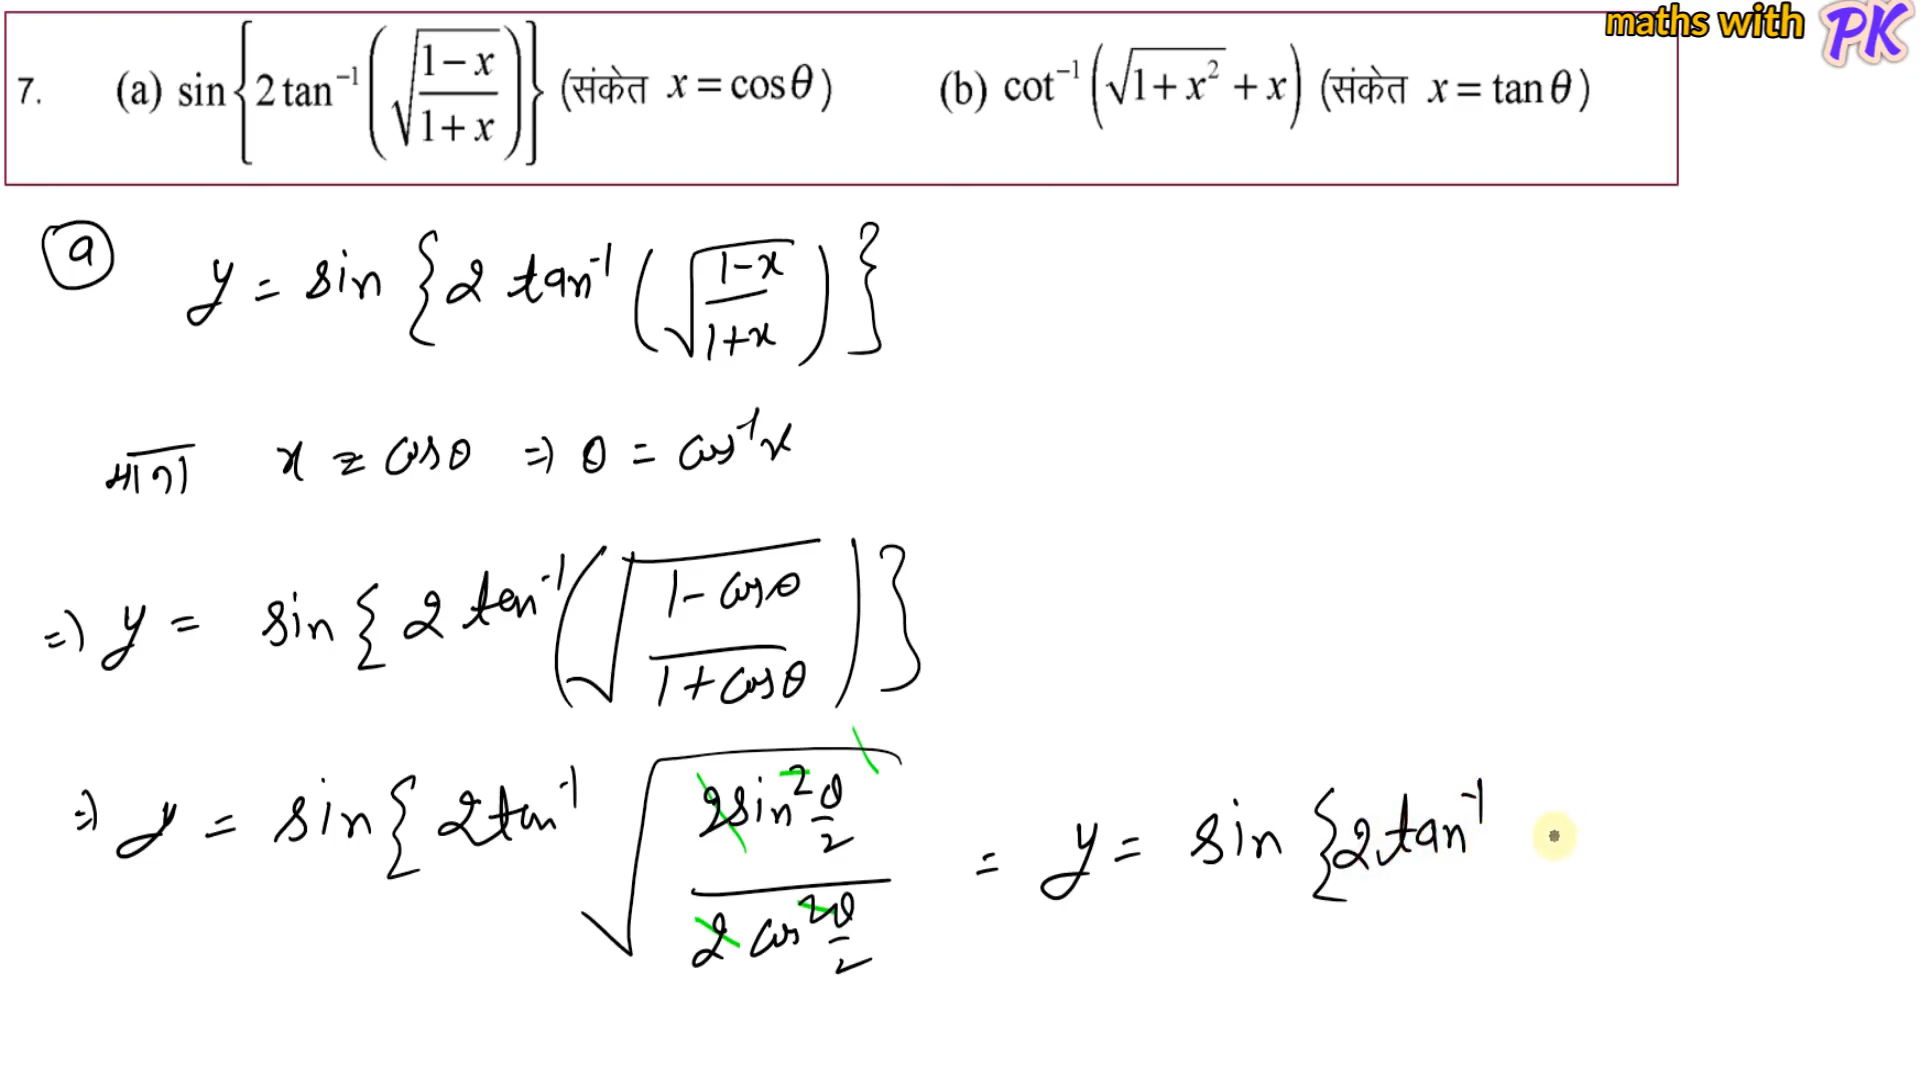 maths with PK
7. (a) sin{2 tan⁻¹(√((1−x)/(1+x)))} (संकेत x = cosθ) (b) cot⁻¹(√(1+x²) + x) (संकेत x = tanθ)
(a) y = sin {2 tan⁻¹ (√((1−x)/(1+x)))}
माना x = cosθ ⇒ θ = cos⁻¹x
⇒ y = sin{2 tan⁻¹(√((1−cosθ)/(1+cosθ)))}
⇒ y = sin{2tan⁻¹ √((2sin²θ/2)/(2cos²θ/2)) = y = sin {2tan⁻¹